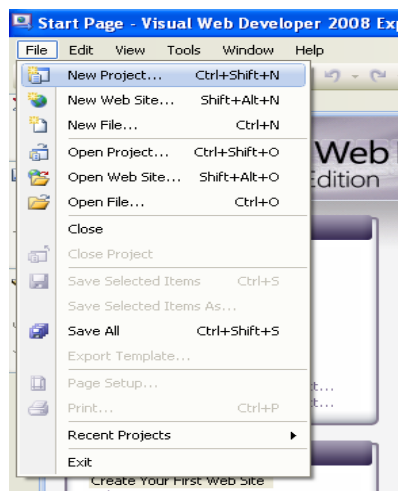 Start Page - Visual Web Developer 2008 Exp
File Edit View Tools Window Help
New Project... Ctrl+Shift+N
New Web Site... Shift+Alt+N
New File... Ctrl+N
Open Project... Ctrl+Shift+O
Web
Open Web Site... Shift+Alt+O
Edition
Open File... Ctrl+O
Close
Close Project
Save Selected Items Ctrl+S
Save Selected Items As...
Save All Ctrl+Shift+S
Export Template...
Page Setup...
Print... Ctrl+P
Recent Projects
Exit
Create Your First Web Site